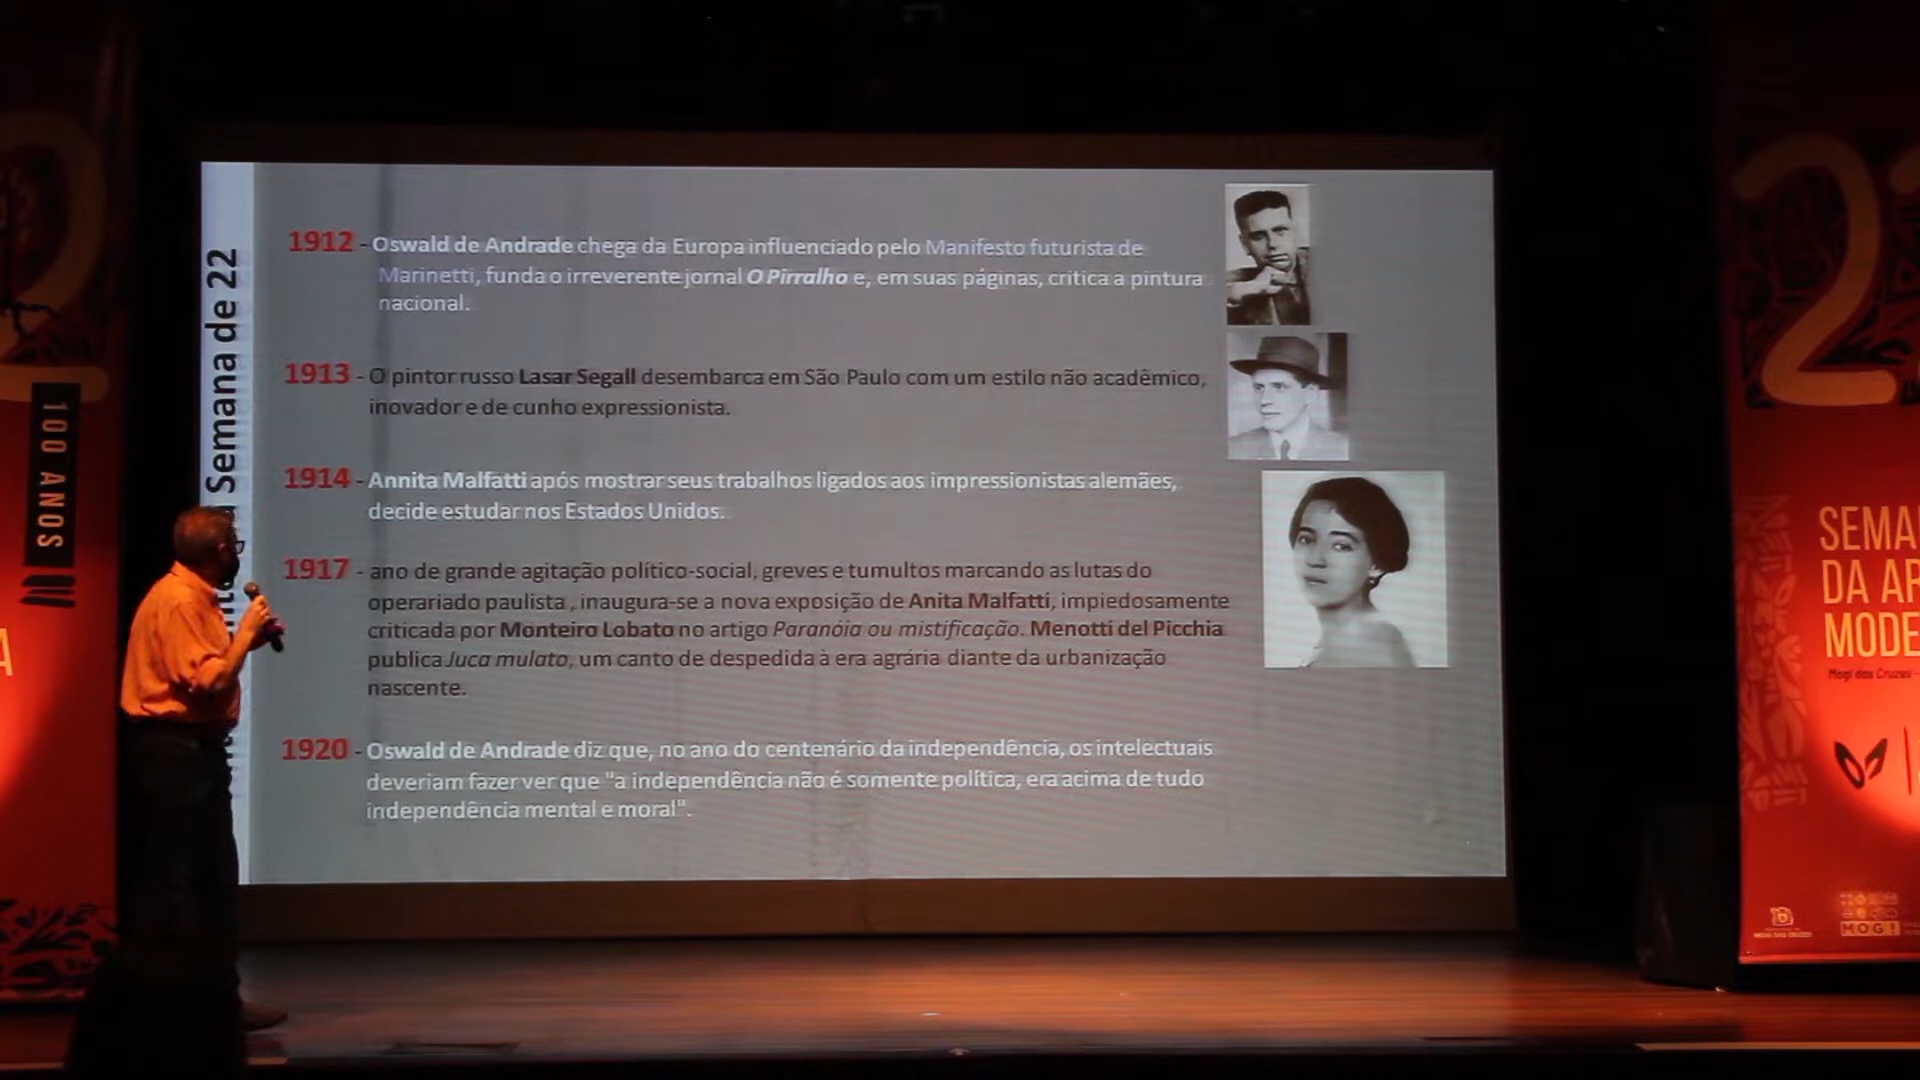 Semana de 22
1912 - Oswald de Andrade chega da Europa influenciado pelo Manifesto futurista de
Marinetti, funda o irreverente jornal O Pirralho e, em suas páginas, critica a pintura
nacional.
1913 - O pintor russo Lasar Segall desembarca em São Paulo com um estilo não acadêmico,
inovador e de cunho expressionista.
1914 - Annita Malfatti após mostrar seus trabalhos ligados aos impressionistas alemães,
decide estudar nos Estados Unidos.
1917 - ano de grande agitação político-social, greves e tumultos marcando as lutas do
operariado paulista , inaugura-se a nova exposição de Anita Malfatti, impiedosamente
criticada por Monteiro Lobato no artigo Paranóia ou mistificação. Menotti del Picchia
publica Juca mulato, um canto de despedida à era agrária diante da urbanização
nascente.
1920 - Oswald de Andrade diz que, no ano do centenário da independência, os intelectuais
deveriam fazer ver que "a independência não é somente política, era acima de tudo
independência mental e moral".
100 ANOS
A
2
SEMA
DA AR
MODE
Mogi das Cruzes -
MOGI DAS CRUZES
MOGI